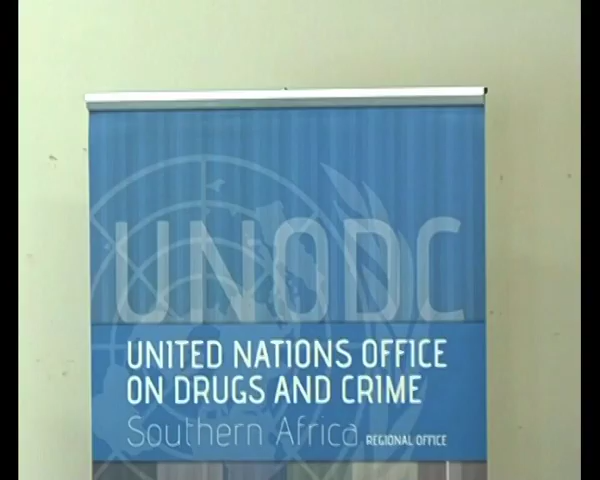 UNODC
UNITED NATIONS OFFICE
ON DRUGS AND CRIME
Southern Africa REGIONAL OFFICE